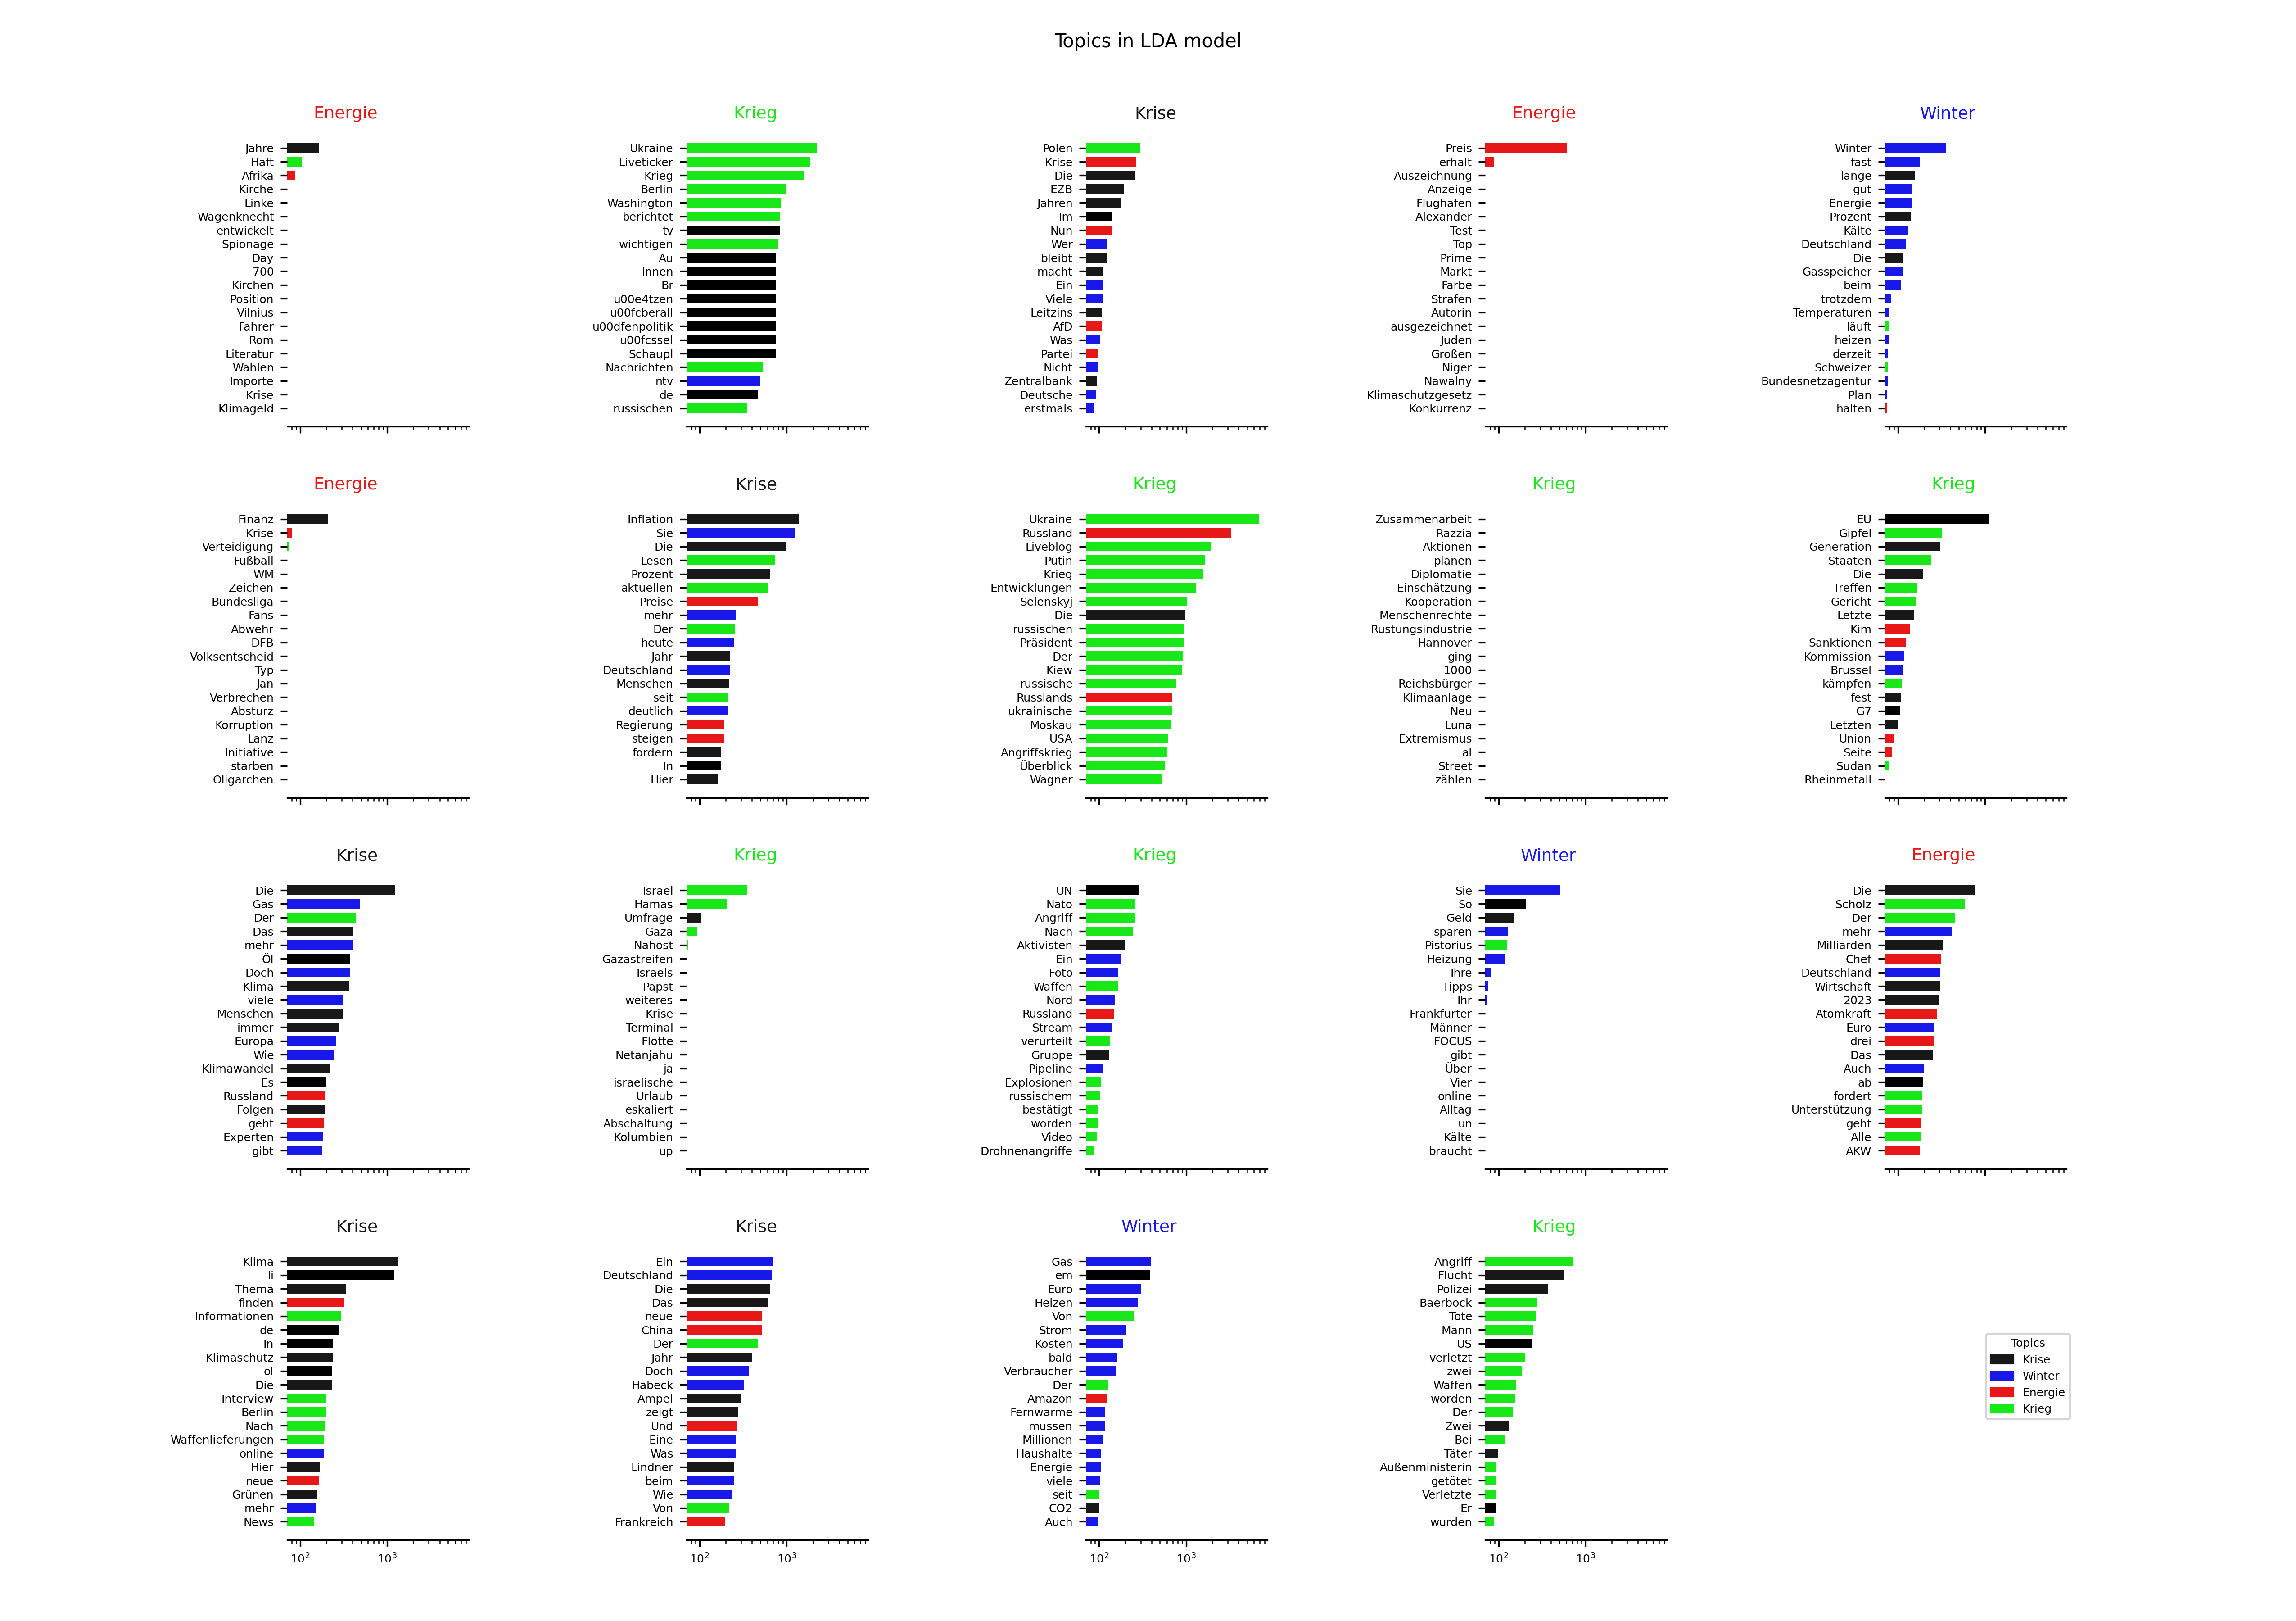 Topics in LDA model
Energie
Jahre
Haft
Afrika
Kirche
Linke
Wagenknecht
entwickelt
Spionage
Day
700
Kirchen
Position
Vilnius
Fahrer
Rom
Literatur
Wahlen
Importe
Krise
Klimageld
Krieg
Ukraine
Liveticker
Krieg
Berlin
Washington
berichtet
tv
wichtigen
Au
Innen
Br
u00e4tzen
u00fcberall
u00dfenpolitik
u00fcssel
Schaupl
Nachrichten
ntv
de
russischen
Krise
Polen
Krise
Die
EZB
Jahren
Im
Nun
Wer
bleibt
macht
Ein
Viele
Leitzins
AfD
Was
Partei
Nicht
Zentralbank
Deutsche
erstmals
Energie
Preis
erhält
Auszeichnung
Anzeige
Flughafen
Alexander
Test
Top
Prime
Markt
Farbe
Strafen
Autorin
ausgezeichnet
Juden
Großen
Niger
Nawalny
Klimaschutzgesetz
Konkurrenz
Winter
Winter
fast
lange
gut
Energie
Prozent
Kälte
Deutschland
Die
Gasspeicher
beim
trotzdem
Temperaturen
läuft
heizen
derzeit
Schweizer
Bundesnetzagentur
Plan
halten
Energie
Finanz
Krise
Verteidigung
Fußball
WM
Zeichen
Bundesliga
Fans
Abwehr
DFB
Volksentscheid
Typ
Jan
Verbrechen
Absturz
Korruption
Lanz
Initiative
starben
Oligarchen
Krise
Inflation
Sie
Die
Lesen
Prozent
aktuellen
Preise
mehr
Der
heute
Jahr
Deutschland
Menschen
seit
deutlich
Regierung
steigen
fordern
In
Hier
Krieg
Ukraine
Russland
Liveblog
Putin
Krieg
Entwicklungen
Selenskyj
Die
russischen
Präsident
Der
Kiew
russische
Russlands
ukrainische
Moskau
USA
Angriffskrieg
Überblick
Wagner
Krieg
Zusammenarbeit
Razzia
Aktionen
planen
Diplomatie
Einschätzung
Kooperation
Menschenrechte
Rüstungsindustrie
Hannover
ging
1000
Reichsbürger
Klimaanlage
Neu
Luna
Extremismus
al
Street
zählen
Krieg
EU
Gipfel
Generation
Staaten
Die
Treffen
Gericht
Letzte
Kim
Sanktionen
Kommission
Brüssel
kämpfen
fest
G7
Letzten
Union
Seite
Sudan
Rheinmetall
Krise
Die
Gas
Der
Das
mehr
Öl
Doch
Klima
viele
Menschen
immer
Europa
Wie
Klimawandel
Es
Russland
Folgen
geht
Experten
gibt
Krieg
Israel
Hamas
Umfrage
Gaza
Nahost
Gazastreifen
Israels
Papst
weiteres
Krise
Terminal
Flotte
Netanjahu
ja
israelische
Urlaub
eskaliert
Abschaltung
Kolumbien
up
Krieg
UN
Nato
Angriff
Nach
Aktivisten
Ein
Foto
Waffen
Nord
Russland
Stream
verurteilt
Gruppe
Pipeline
Explosionen
russischem
bestätigt
worden
Video
Drohnenangriffe
Winter
Sie
So
Geld
sparen
Pistorius
Heizung
Ihre
Tipps
Ihr
Frankfurter
Männer
FOCUS
gibt
Über
Vier
online
Alltag
un
Kälte
braucht
Energie
Die
Scholz
Der
mehr
Milliarden
Chef
Deutschland
Wirtschaft
2023
Atomkraft
Euro
drei
Das
Auch
ab
fordert
Unterstützung
geht
Alle
AKW
Krise
Klima
li
Thema
finden
Informationen
de
In
Klimaschutz
ol
Die
Interview
Berlin
Nach
Waffenlieferungen
online
Hier
neue
Grünen
mehr
News
10² 10³
Krise
Ein
Deutschland
Die
Das
neue
China
Der
Jahr
Doch
Habeck
Ampel
zeigt
Und
Eine
Was
Lindner
beim
Wie
Von
Frankreich
10² 10³
Winter
Gas
em
Euro
Heizen
Von
Strom
Kosten
bald
Verbraucher
Der
Amazon
Fernwärme
müssen
Millionen
Haushalte
Energie
viele
seit
CO2
Auch
10² 10³
Krieg
Angriff
Flucht
Polizei
Baerbock
Tote
Mann
US
verletzt
zwei
Waffen
worden
Der
Zwei
Bei
Täter
Außenministerin
getötet
Verletzte
Er
wurden
10² 10³
Topics
Krise
Winter
Energie
Krieg